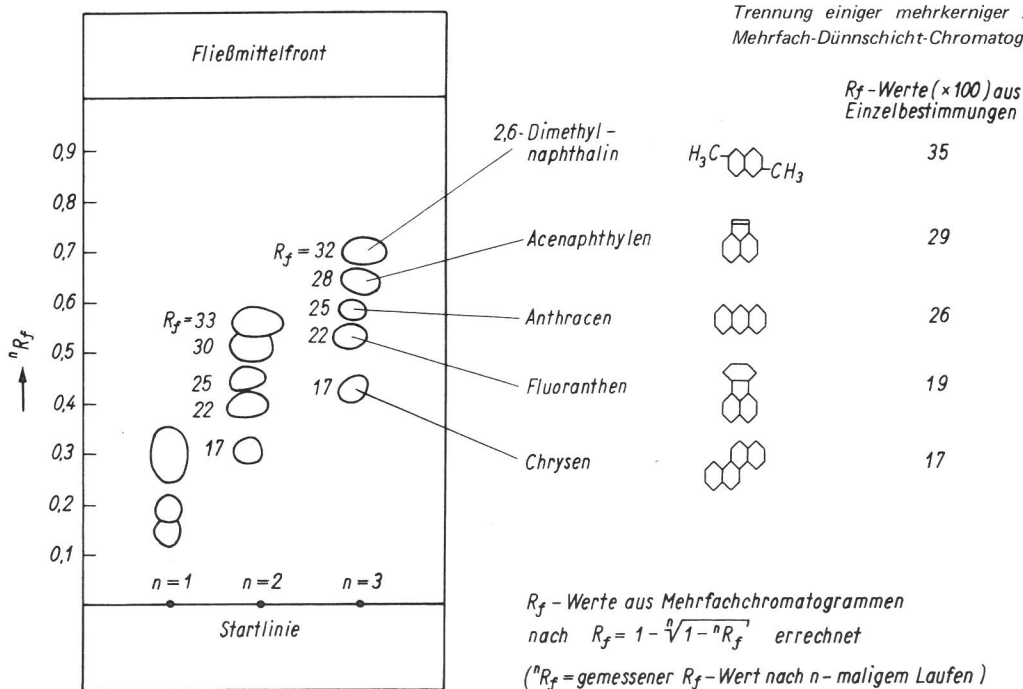 Trennung einiger mehrkerniger
Mehrfach-Dünnschicht-Chromatog
Fließmittelfront
Rf-Werte (×100) aus
Einzelbestimmungen
0,9
0,8
0,7
0,6
0,5
0,4
0,3
0,2
0,1
ⁿRf
Rf = 32
28
25
22
17
Rf=33
30
25
22
17
2,6-Dimethyl-
naphthalin
H3C
CH3
35
Acenaphthylen
29
Anthracen
26
Fluoranthen
19
Chrysen
17
n=1
n=2
n=3
Startlinie
Rf-Werte aus Mehrfachchromatogrammen
nach Rf = 1 - ⁿ√1-ⁿRf errechnet
(ⁿRf = gemessener Rf-Wert nach n-maligem Laufen)